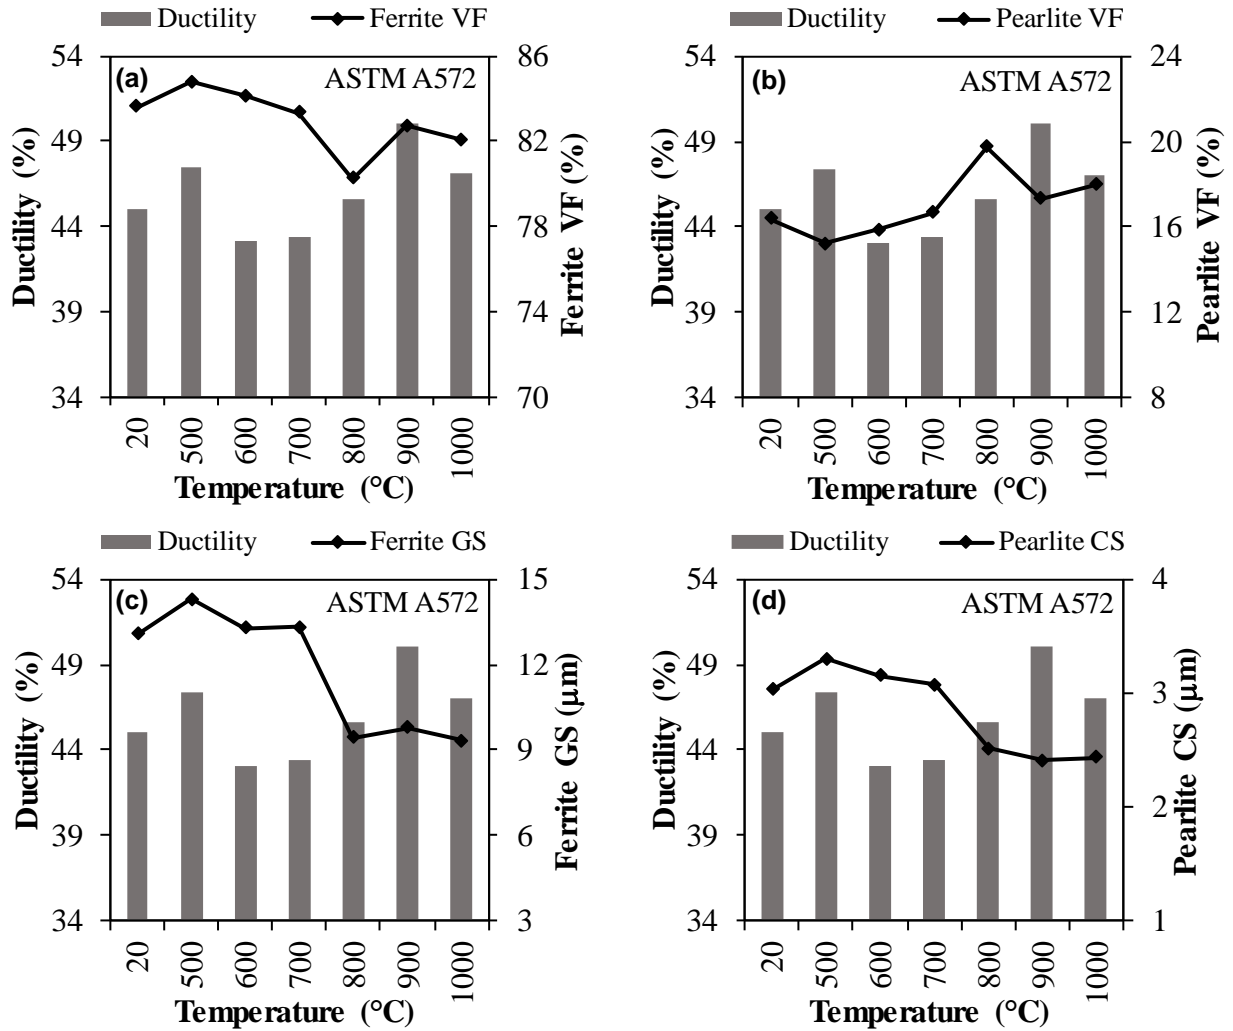 Ductility Ferrite VF
54
49
44
39
34
Ductility (%)
(a) ASTM A572
86
82
78
74
70
Ferrite VF (%)
20 500 600 700 800 900 1000
Temperature (°C)
Ductility Pearlite VF
54
49
44
39
34
Ductility (%)
(b) ASTM A572
24
20
16
12
8
Pearlite VF (%)
20 500 600 700 800 900 1000
Temperature (°C)
Ductility Ferrite GS
54
49
44
39
34
Ductility (%)
(c) ASTM A572
15
12
9
6
3
Ferrite GS (μm)
20 500 600 700 800 900 1000
Temperature (°C)
Ductility Pearlite CS
54
49
44
39
34
Ductility (%)
(d) ASTM A572
4
3
2
1
Pearlite CS (μm)
20 500 600 700 800 900 1000
Temperature (°C)